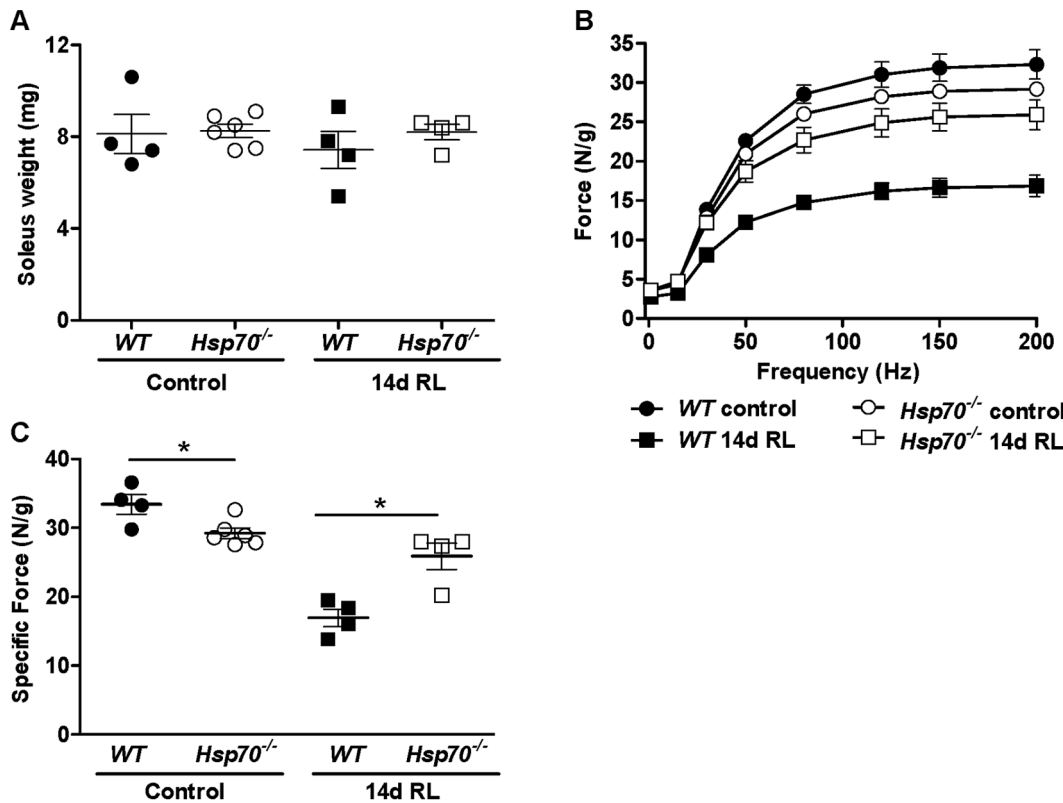 A
Soleus weight (mg)
12
8
4
0
WT Hsp70-/- WT Hsp70-/-
Control 14d RL
B
Force (N/g)
35
30
25
20
15
10
5
0
0 50 100 150 200
Frequency (Hz)
WT control Hsp70-/- control
WT 14d RL Hsp70-/- 14d RL
C
Specific Force (N/g)
40
30
20
10
0
* *
WT Hsp70-/- WT Hsp70-/-
Control 14d RL